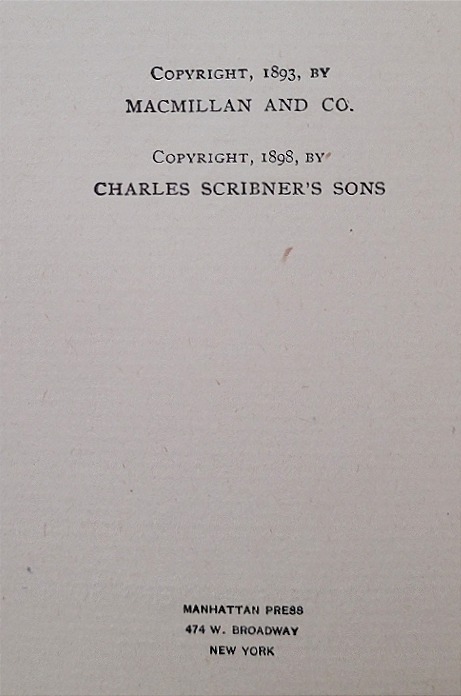 Copyright, 1893, by
MACMILLAN AND CO.
Copyright, 1898, by
CHARLES SCRIBNER'S SONS
MANHATTAN PRESS
474 W. BROADWAY
NEW YORK